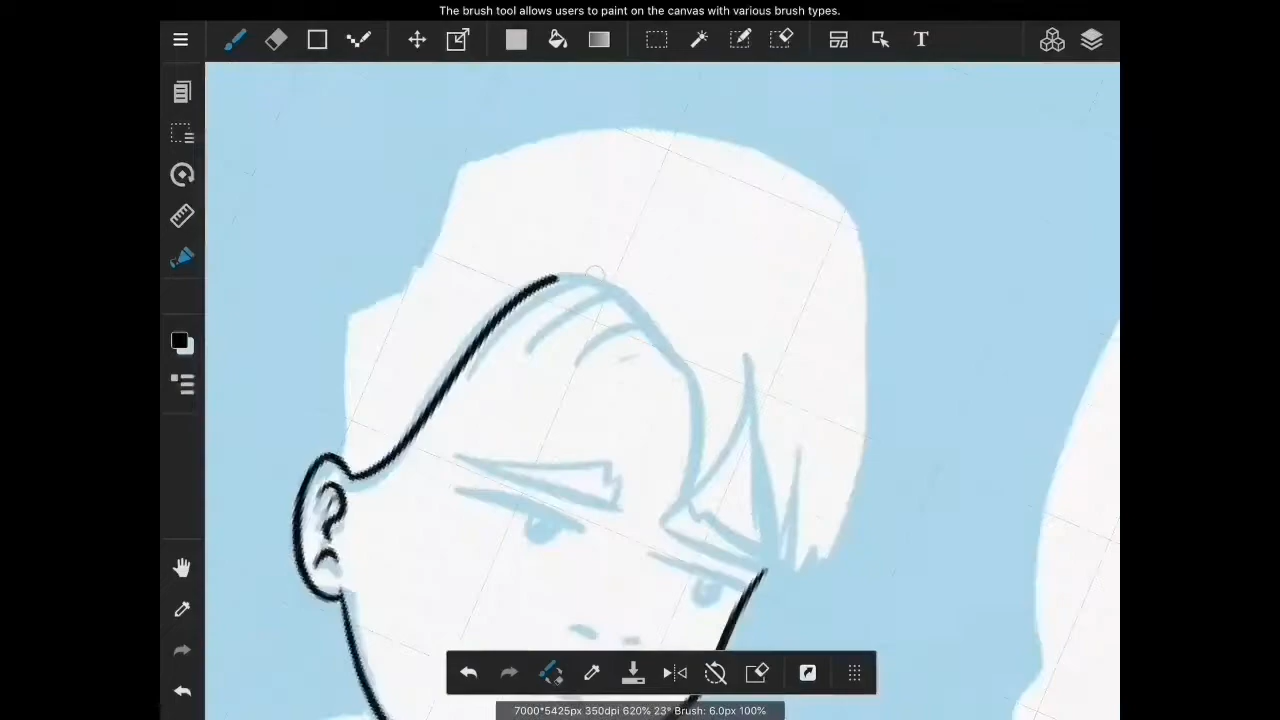 The brush tool allows users to paint on the canvas with various brush types.
T
7000*5425px 350dpi 620% 23° Brush: 6.0px 100%